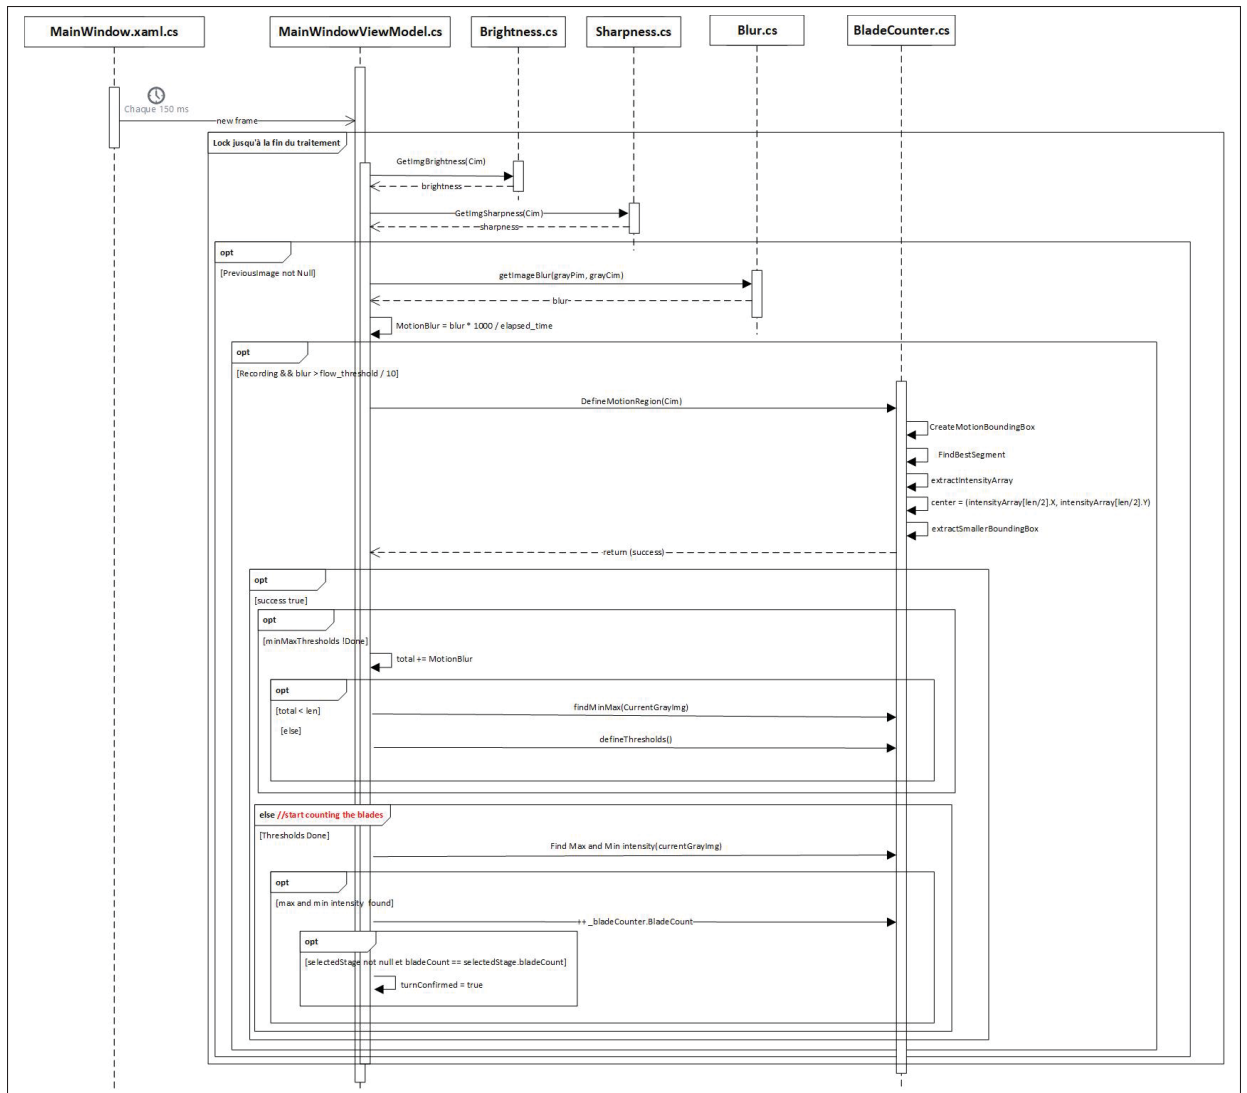 MainWindow.xaml.cs
MainWindowViewModel.cs
Brightness.cs
Sharpness.cs
Blur.cs
BladeCounter.cs
Chaque 150 ms
new frame
Lock jusqu'à la fin du traitement
GetImgBrightness(Cim)
brightness
GetImgSharpness(Cim)
sharpness
opt
[PreviousImage not Null]
getImageBlur(grayPim, grayCim)
blur
MotionBlur = blur * 1000 / elapsed_time
opt
[Recording && blur > flow_threshold / 10]
DefineMotionRegion(Cim)
CreateMotionBoundingBox
FindBestSegment
extractIntensityArray
center = (intensityArray[len/2].X, intensityArray[len/2].Y)
extractSmallerBoundingBox
return (success)
opt
[success true]
opt
[minMaxThresholds !Done]
total += MotionBlur
opt
[total < len]
findMinMax(CurrentGrayImg)
[else]
defineThresholds()
else //start counting the blades
[Thresholds Done]
Find Max and Min intensity(currentGrayImg)
opt
[max and min intensity found]
++ _bladeCounter.BladeCount
opt
[selectedStage not null et bladeCount == selectedStage.bladeCount]
turnConfirmed = true